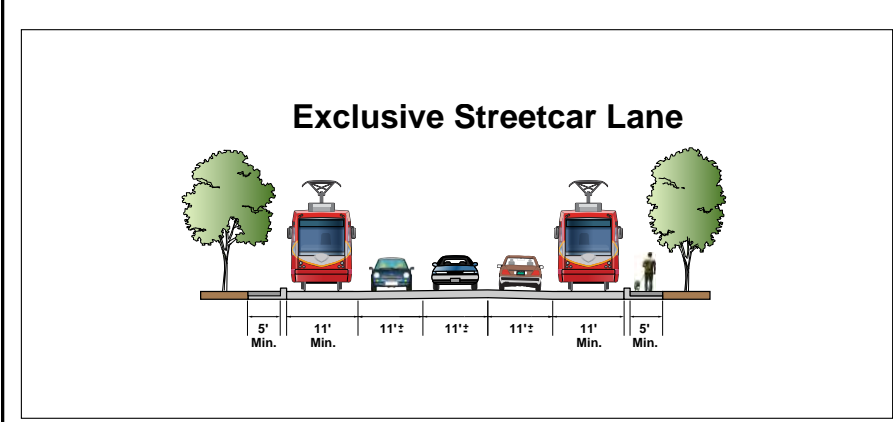 Exclusive Streetcar Lane
5' 11' 11'± 11'± 11'± 11' 5'
Min. Min. Min. Min.